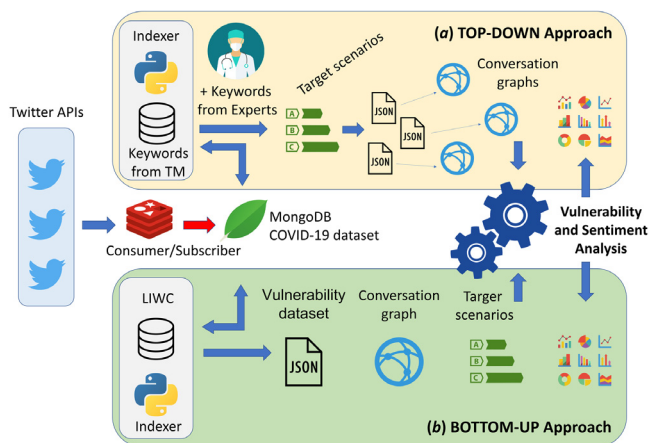 (a) TOP-DOWN Approach
Indexer
Keywords
from TM
+ Keywords
from Experts
Target scenarios
A
B
C
JSON
JSON
JSON
Conversation
graphs
Twitter APIs
Consumer/Subscriber
MongoDB
COVID-19 dataset
Vulnerability
and Sentiment
Analysis
LIWC
Indexer
Vulnerability
dataset
JSON
Conversation
graph
Targer
scenarios
A
B
C
(b) BOTTOM-UP Approach